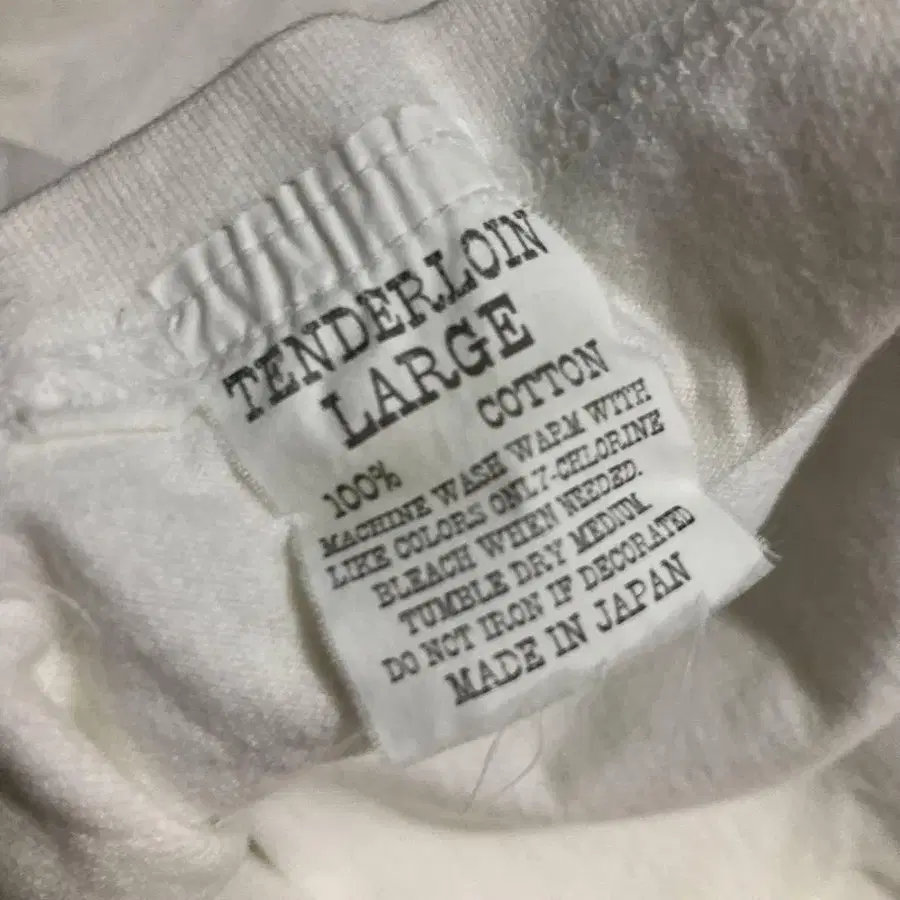 TENDERLOIN
LARGE
100% COTTON
MACHINE WASH WARM WITH
LIKE COLORS ONL7-CHLORINE
BLEACH WHEN NEEDED.
TUMBLE DRY MEDIUM.
DO NOT IRON IF DECORATED
MADE IN JAPAN